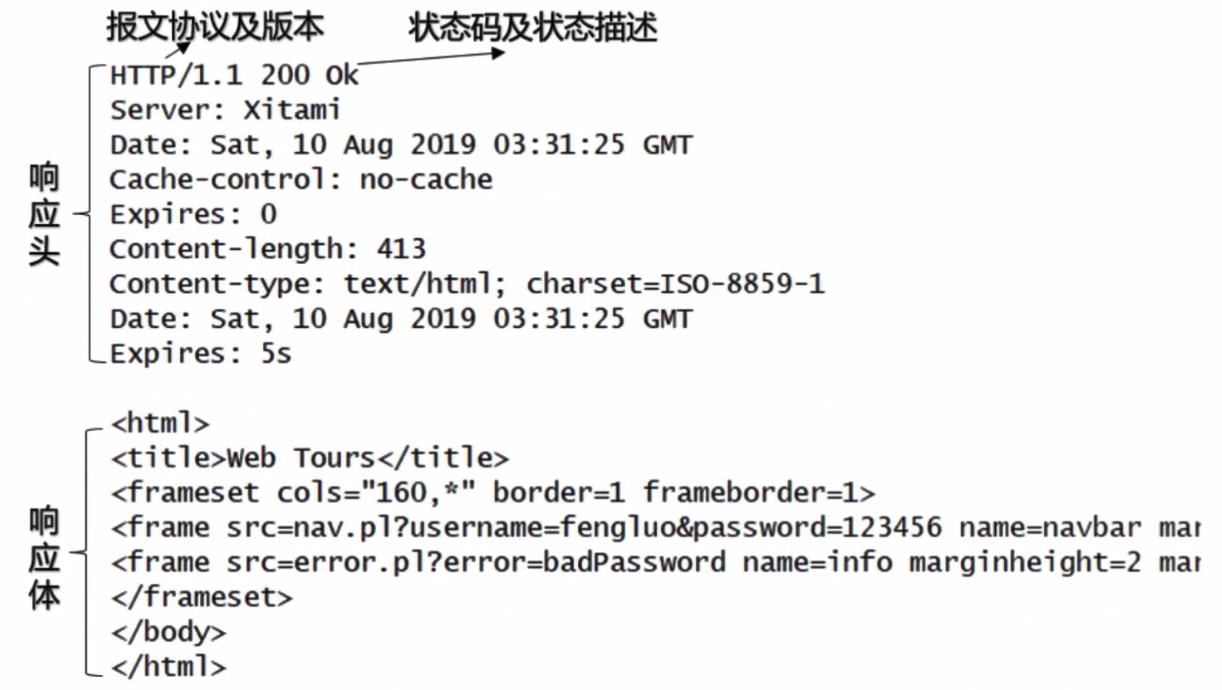 报文协议及版本 状态码及状态描述
HTTP/1.1 200 Ok
Server: Xitami
Date: Sat, 10 Aug 2019 03:31:25 GMT
Cache-control: no-cache
响应头
Expires: 0
Content-length: 413
Content-type: text/html; charset=ISO-8859-1
Date: Sat, 10 Aug 2019 03:31:25 GMT
Expires: 5s
<html>
<title>Web Tours</title>
<frameset cols="160,*" border=1 frameborder=1>
<frame src=nav.pl?username=fengluo&password=123456 name=navbar mar
响应体
<frame src=error.pl?error=badPassword name=info marginheight=2 mar
</frameset>
</body>
</html>